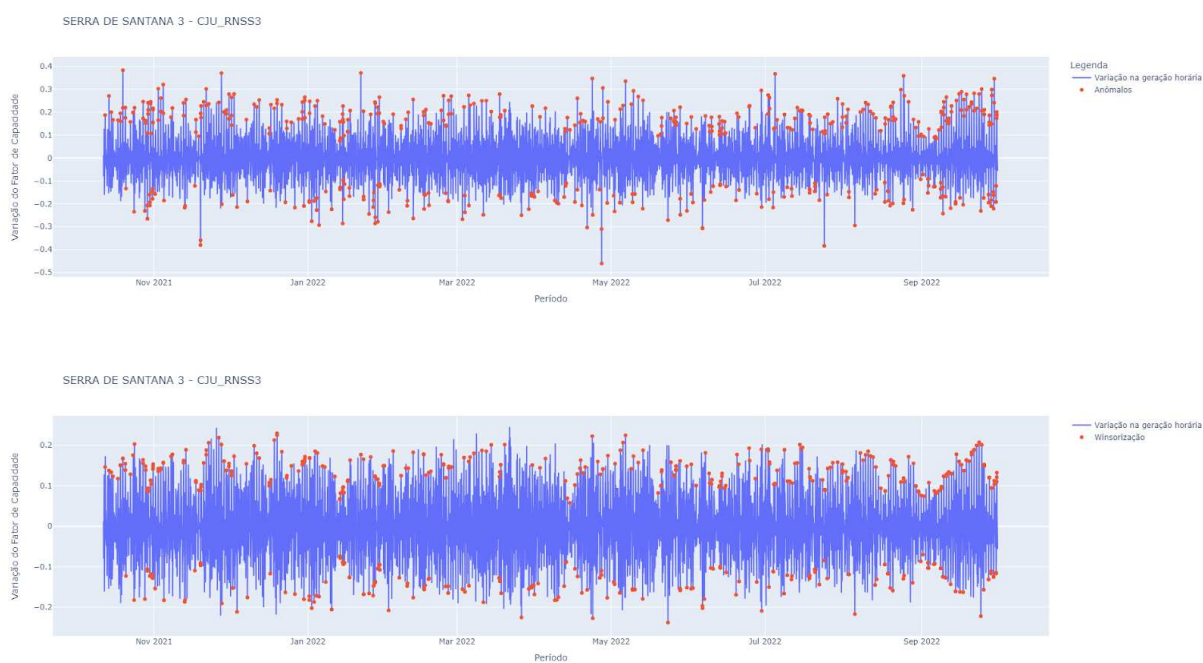 SERRA DE SANTANA 3 - CJU_RNSS3
Variação do Fator de Capacidade
0.4
0.3
0.2
0.1
0
−0.1
−0.2
−0.3
−0.4
−0.5
Nov 2021
Jan 2022
Mar 2022
May 2022
Jul 2022
Sep 2022
Período
Legenda
Variação na geração horária
Anômalos
SERRA DE SANTANA 3 - CJU_RNSS3
Variação do Fator de Capacidade
0.2
0.1
0
−0.1
−0.2
Nov 2021
Jan 2022
Mar 2022
May 2022
Jul 2022
Sep 2022
Período
Variação na geração horária
Winsorização